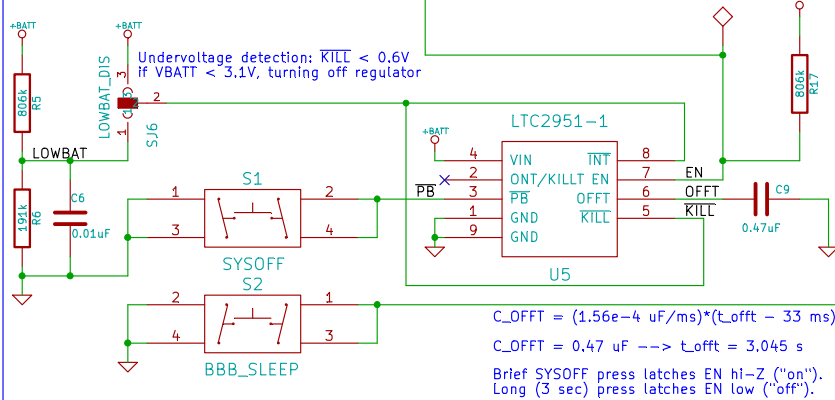 +BATT
+BATT
Undervoltage detection: KILL < 0.6V
if VBATT < 3.1V, turning off regulator
LOWBAT_DIS
3
2
1
SJ6
806k
R5
LOWBAT
191k
R6
C6
0.01uF
S1
1
2
3
4
SYSOFF
S2
2
1
4
3
BBB_SLEEP
+BATT
PB
LTC2951-1
4
VIN
INT
8
2
ONT/KILLT
EN
7
EN
3
PB
OFFT
6
OFFT
1
GND
KILL
5
KILL
9
GND
U5
806k
R17
C9
0.47uF
C_OFFT = (1.56e-4 uF/ms)*(t_offt - 33 ms)
C_OFFT = 0.47 uF --> t_offt = 3.045 s
Brief SYSOFF press latches EN hi-Z ("on").
Long (3 sec) press latches EN low ("off").